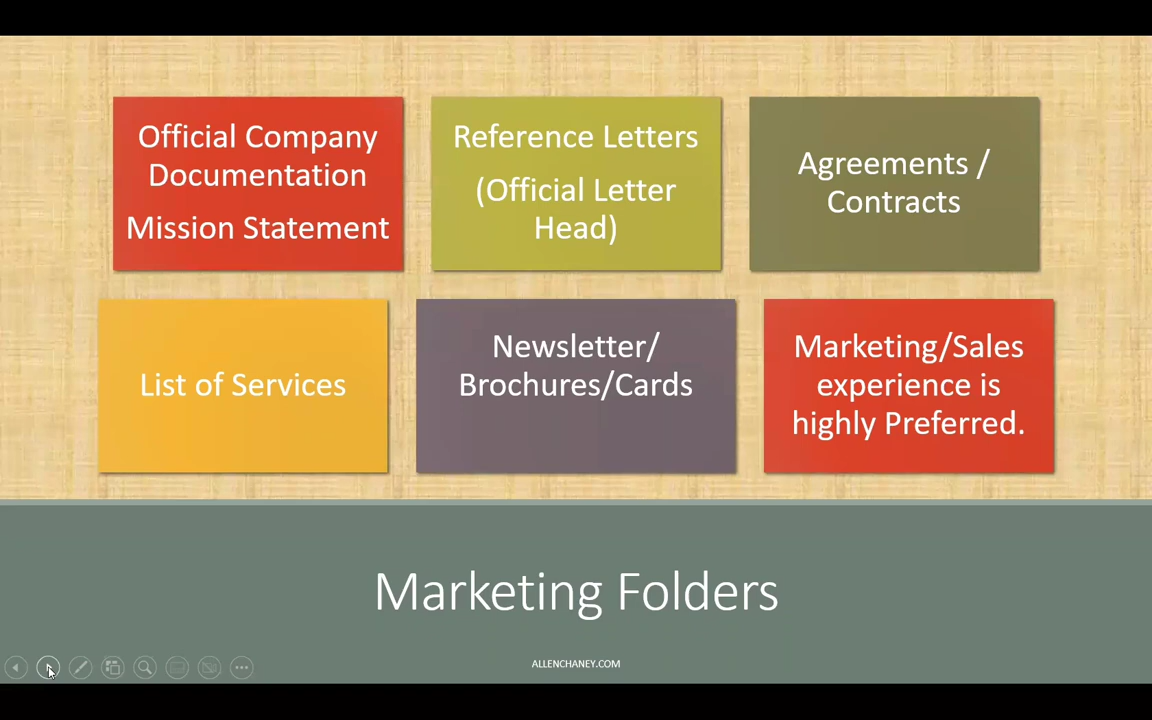 Official Company
Documentation
Mission Statement
Reference Letters
(Official Letter
Head)
Agreements /
Contracts
List of Services
Newsletter/
Brochures/Cards
Marketing/Sales
experience is
highly Preferred.
Marketing Folders
ALLENCHANEY.COM